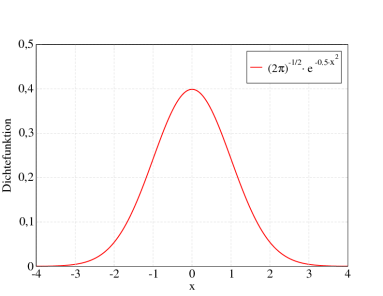 0,5
(2π)-1/2· e-0.5·x2
0,4
0,3
0,2
0,1
0
Dichtefunktion
-4 -3 -2 -1 0 1 2 3 4
x